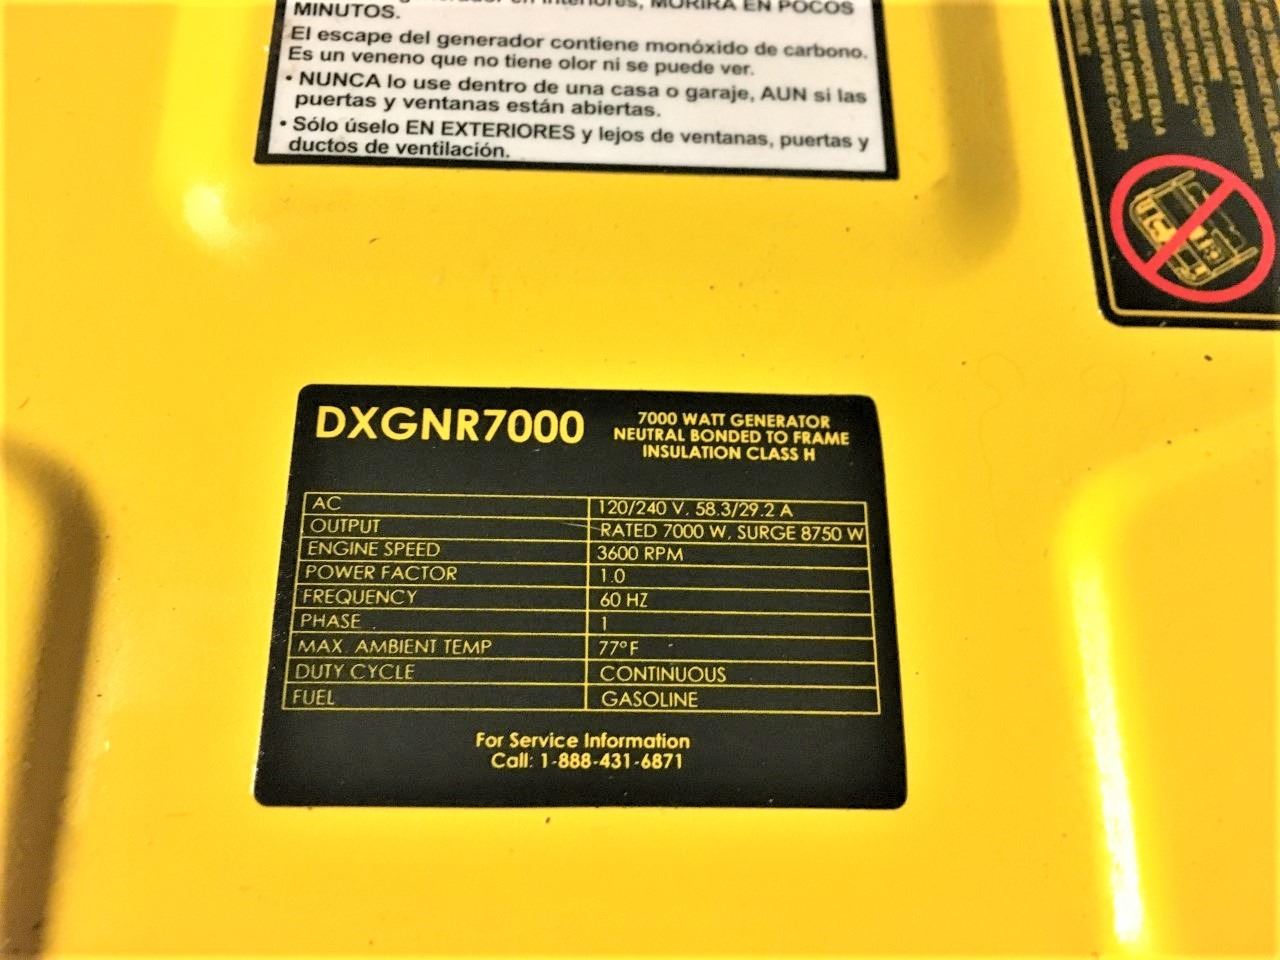 MORIRÁ EN POCOS
MINUTOS.
El escape del generador contiene monóxido de carbono.
Es un veneno que no tiene olor ni se puede ver.
• NUNCA lo use dentro de una casa o garaje, AUN si las
puertas y ventanas están abiertas.
• Sólo úselo EN EXTERIORES y lejos de ventanas, puertas y
ductos de ventilación.
DXGNR7000
7000 WATT GENERATOR
NEUTRAL BONDED TO FRAME
INSULATION CLASS H
AC 120/240 V, 58.3/29.2 A
OUTPUT RATED 7000 W, SURGE 8750 W
ENGINE SPEED 3600 RPM
POWER FACTOR 1.0
FREQUENCY 60 HZ
PHASE 1
MAX. AMBIENT TEMP 77°F
DUTY CYCLE CONTINUOUS
FUEL GASOLINE
For Service Information
Call: 1-888-431-6871